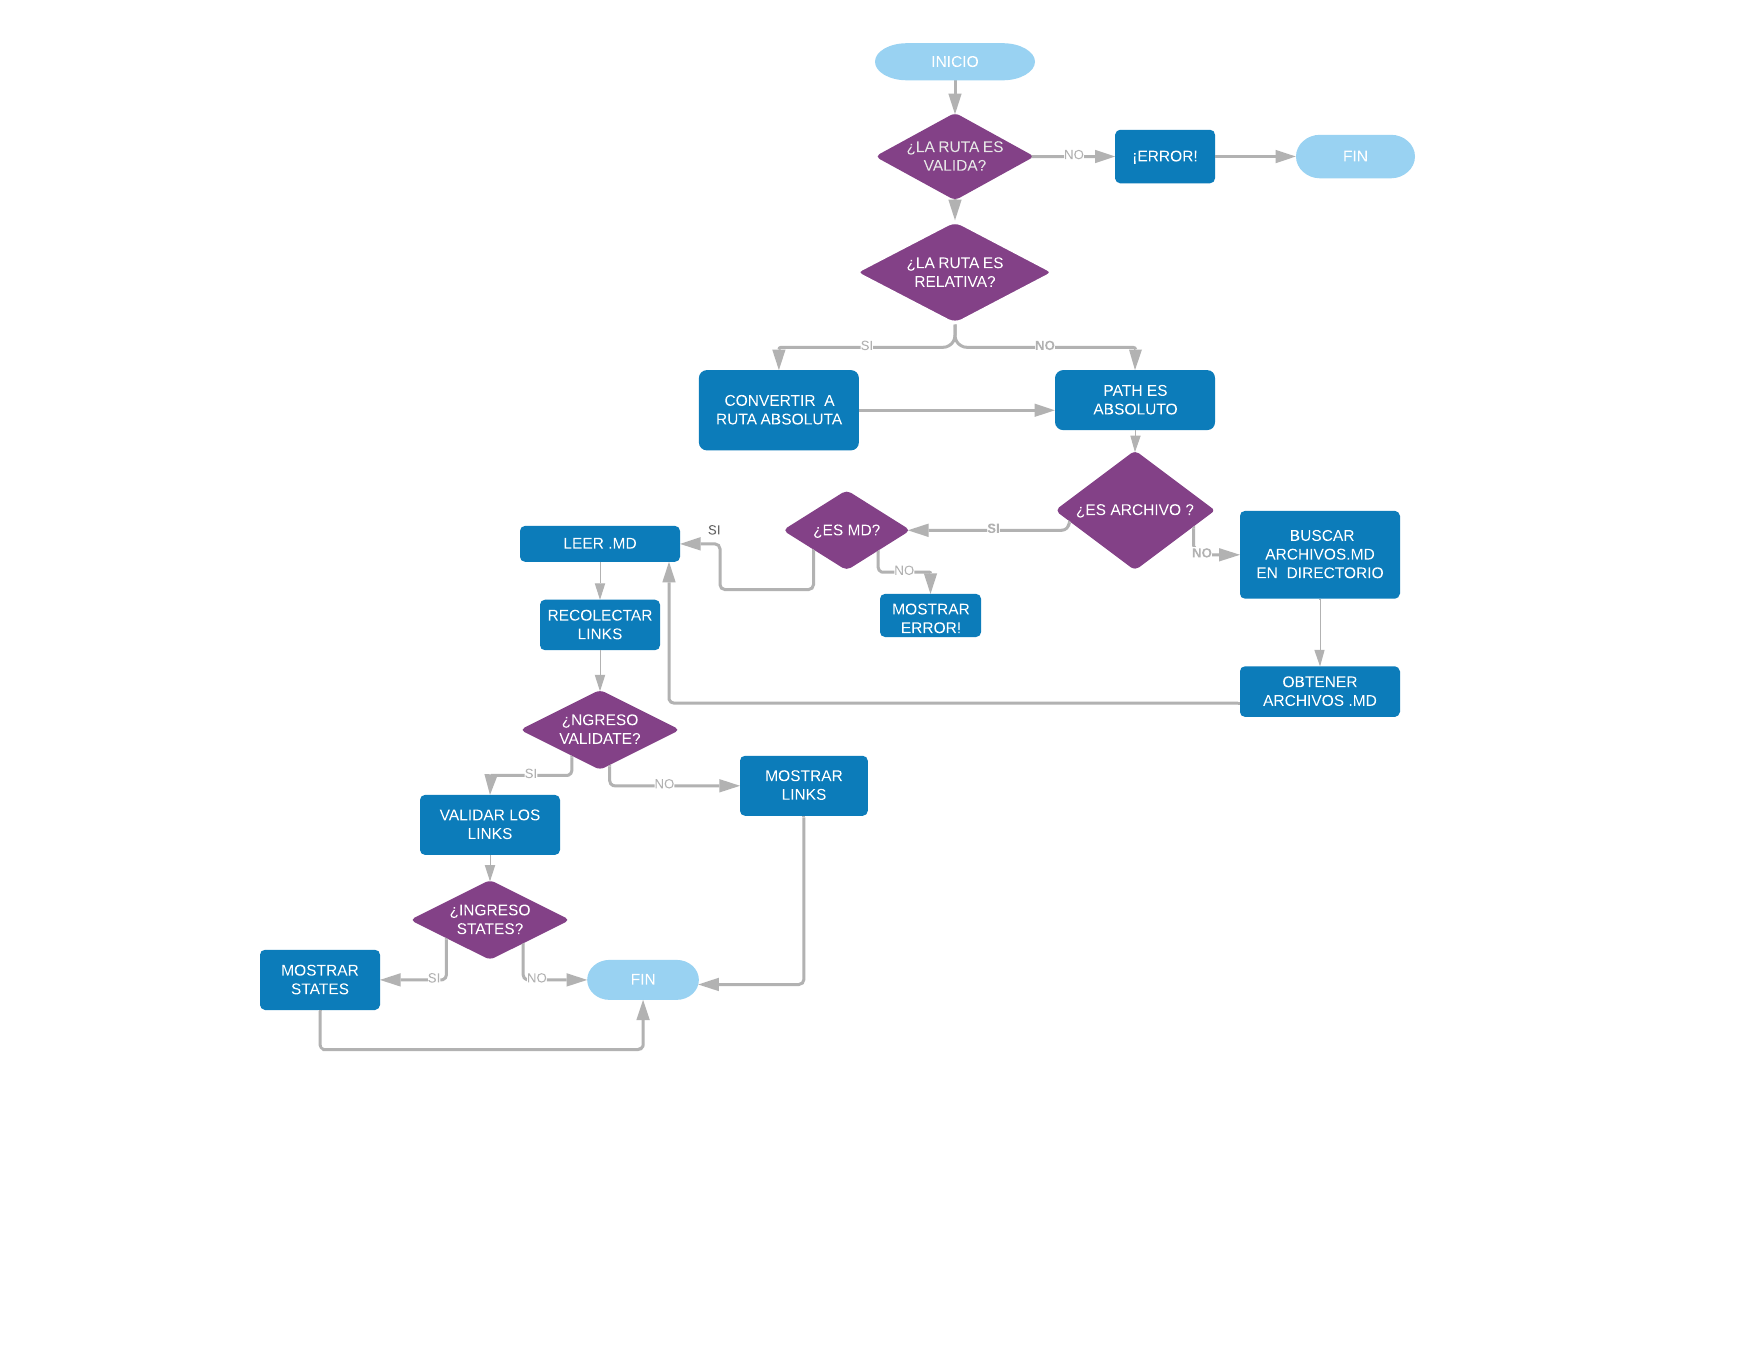 INICIO
¿LA RUTA ES
VALIDA?
NO
¡ERROR!
FIN
¿LA RUTA ES
RELATIVA?
SI
NO
CONVERTIR A
RUTA ABSOLUTA
PATH ES
ABSOLUTO
¿ES ARCHIVO ?
SI
NO
¿ES MD?
SI
NO
LEER .MD
BUSCAR
ARCHIVOS.MD
EN DIRECTORIO
MOSTRAR
ERROR!
RECOLECTAR
LINKS
OBTENER
ARCHIVOS .MD
¿NGRESO
VALIDATE?
SI
NO
MOSTRAR
LINKS
VALIDAR LOS
LINKS
¿INGRESO
STATES?
SI
NO
MOSTRAR
STATES
FIN